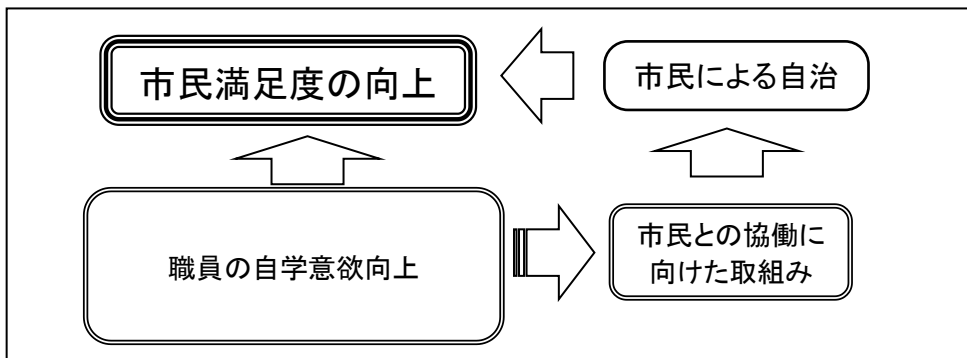 市民満足度の向上
市民による自治
職員の自学意欲向上
市民との協働に
向けた取組み